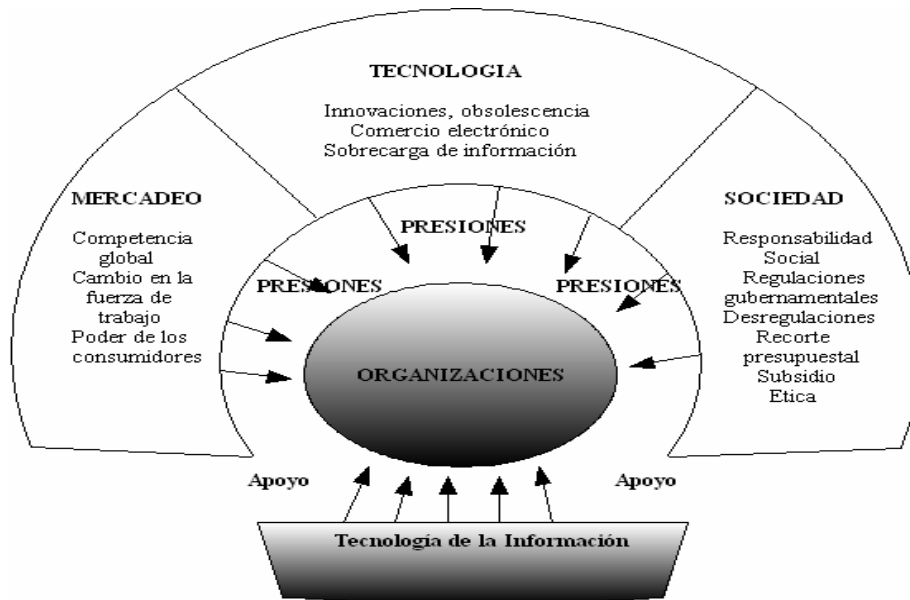 TECNOLOGIA
Innovaciones, obsolescencia
Comercio electrónico
Sobrecarga de información
MERCADEO
Competencia
global
Cambio en la
fuerza de
trabajo
Poder de los
consumidores
SOCIEDAD
Responsabilidad
Social
Regulaciones
gubernamentales
Desregulaciones
Recorte
presupuestal
Subsidio
Etica
PRESIONES
PRESIONES
PRESIONES
ORGANIZACIONES
Apoyo
Apoyo
Tecnología de la Información